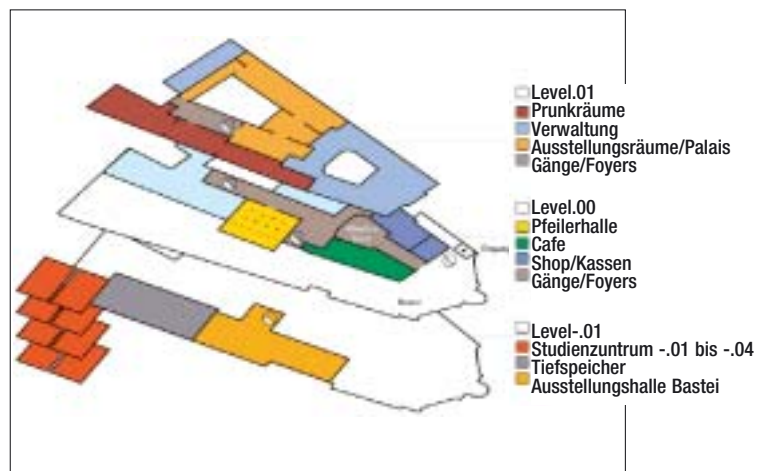 Level.01
Prunkräume
Verwaltung
Ausstellungsräume/Palais
Gänge/Foyers
Level.00
Pfeilerhalle
Cafe
Shop/Kassen
Gänge/Foyers
Level-.01
Studienzuntrum -.01 bis -.04
Tiefspeicher
Ausstellungshalle Bastei